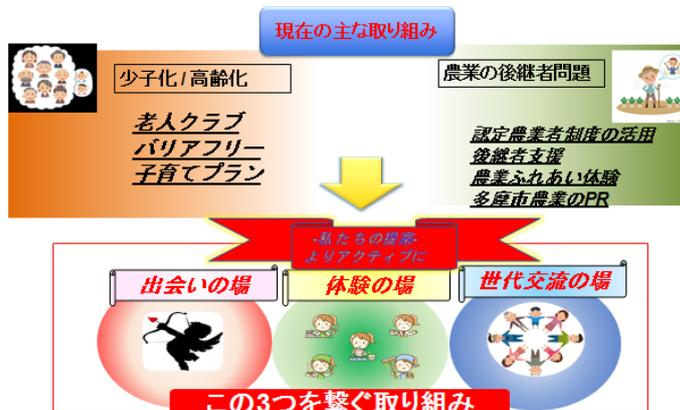 現在の主な取り組み
少子化/高齢化
老人クラブ
バリアフリー
子育てプラン
農業の後継者問題
認定農業者制度の活用
後継者支援
農業ふれあい体験
多摩市農業のPR
-私たちの提案-
よりアクティブに
出会いの場
体験の場
世代交流の場
この3つを繋ぐ取り組み